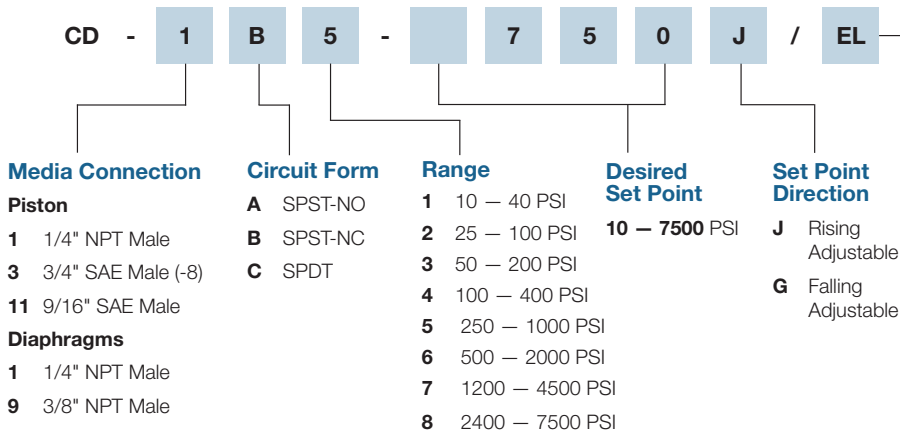 CD - 1 B 5 - 7 5 0 J / EL
Media Connection
Piston
1 1/4" NPT Male
3 3/4" SAE Male (-8)
11 9/16" SAE Male
Diaphragms
1 1/4" NPT Male
9 3/8" NPT Male
Circuit Form
A SPST-NO
B SPST-NC
C SPDT
Range
1 10 — 40 PSI
2 25 — 100 PSI
3 50 — 200 PSI
4 100 — 400 PSI
5 250 — 1000 PSI
6 500 — 2000 PSI
7 1200 — 4500 PSI
8 2400 — 7500 PSI
Desired
Set Point
10 — 7500 PSI
Set Point
Direction
J Rising
Adjustable
G Falling
Adjustable